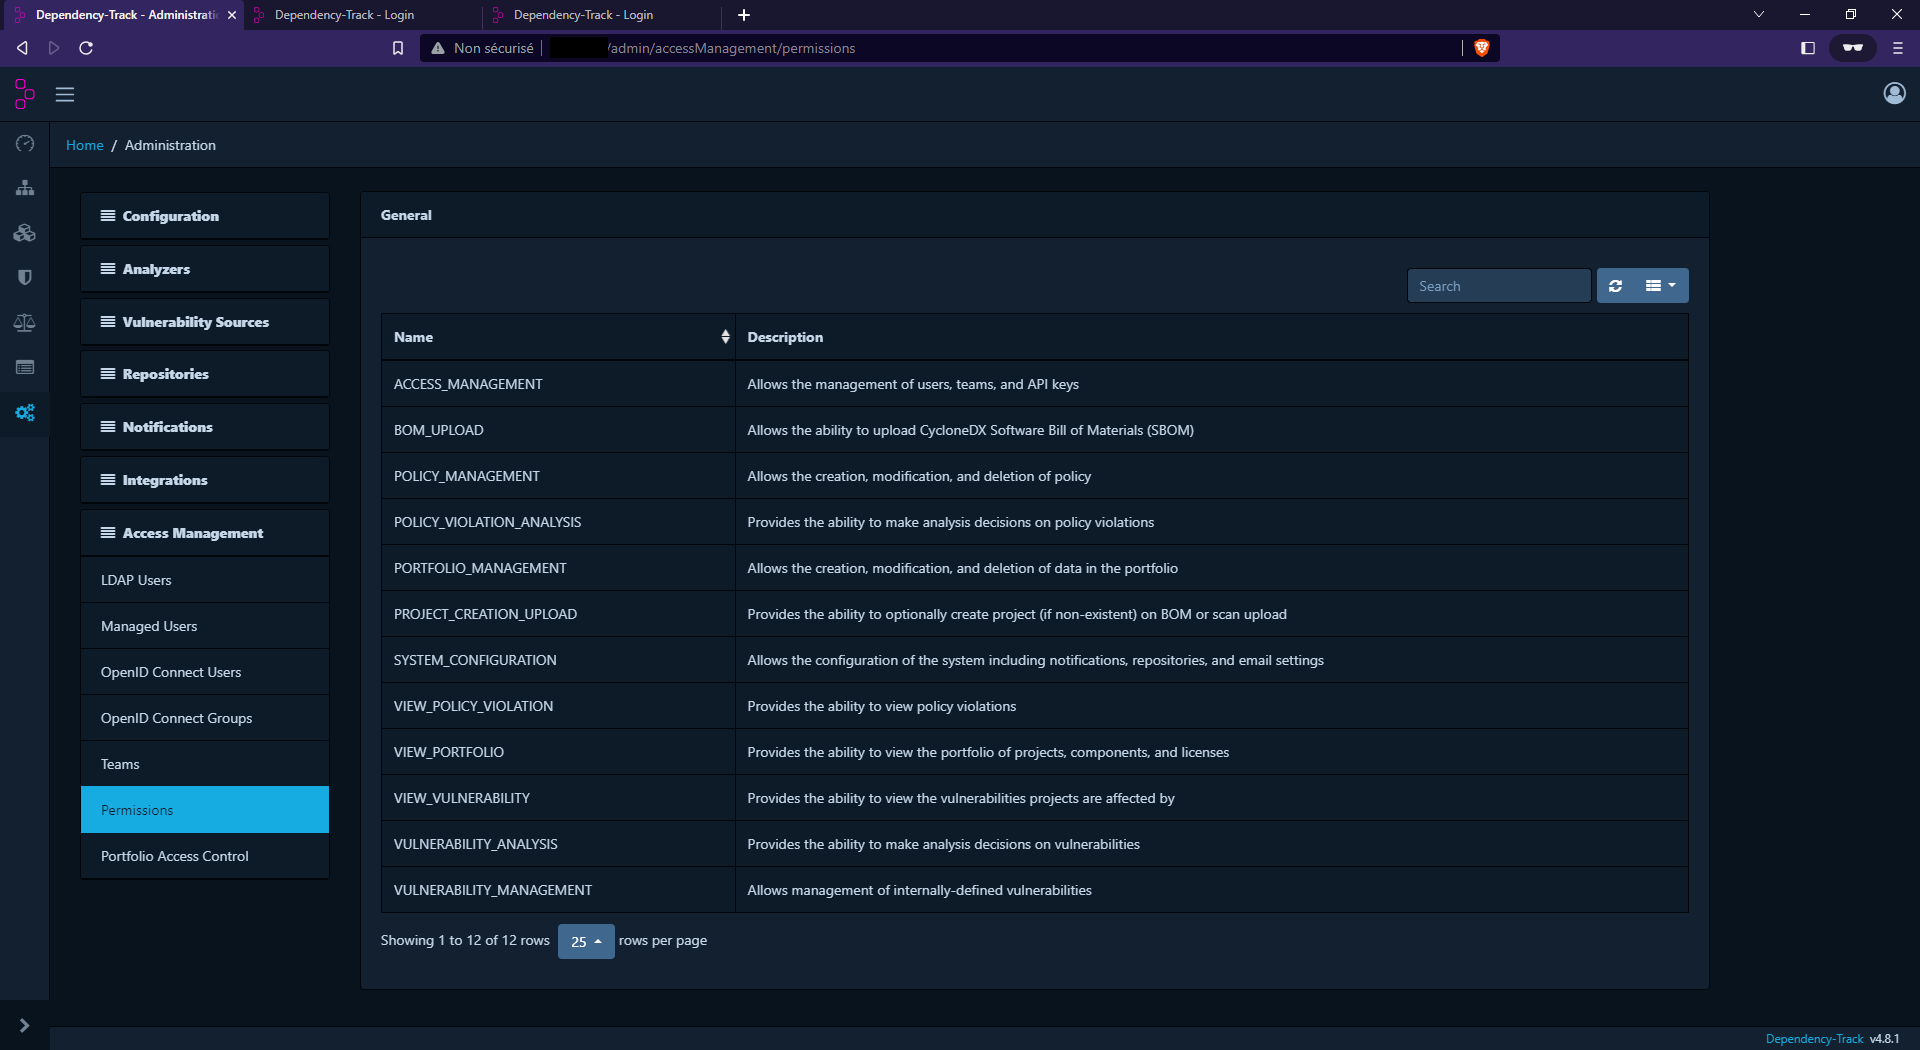 Dependency-Track - Administratio
Dependency-Track - Login
Dependency-Track - Login
Non sécurisé
/admin/accessManagement/permissions
Home / Administration
Configuration
Analyzers
Vulnerability Sources
Repositories
Notifications
Integrations
Access Management
LDAP Users
Managed Users
OpenID Connect Users
OpenID Connect Groups
Teams
Permissions
Portfolio Access Control
General
Search
Name Description
ACCESS_MANAGEMENT Allows the management of users, teams, and API keys
BOM_UPLOAD Allows the ability to upload CycloneDX Software Bill of Materials (SBOM)
POLICY_MANAGEMENT Allows the creation, modification, and deletion of policy
POLICY_VIOLATION_ANALYSIS Provides the ability to make analysis decisions on policy violations
PORTFOLIO_MANAGEMENT Allows the creation, modification, and deletion of data in the portfolio
PROJECT_CREATION_UPLOAD Provides the ability to optionally create project (if non-existent) on BOM or scan upload
SYSTEM_CONFIGURATION Allows the configuration of the system including notifications, repositories, and email settings
VIEW_POLICY_VIOLATION Provides the ability to view policy violations
VIEW_PORTFOLIO Provides the ability to view the portfolio of projects, components, and licenses
VIEW_VULNERABILITY Provides the ability to view the vulnerabilities projects are affected by
VULNERABILITY_ANALYSIS Provides the ability to make analysis decisions on vulnerabilities
VULNERABILITY_MANAGEMENT Allows management of internally-defined vulnerabilities
Showing 1 to 12 of 12 rows 25 rows per page
Dependency-Track v4.8.1